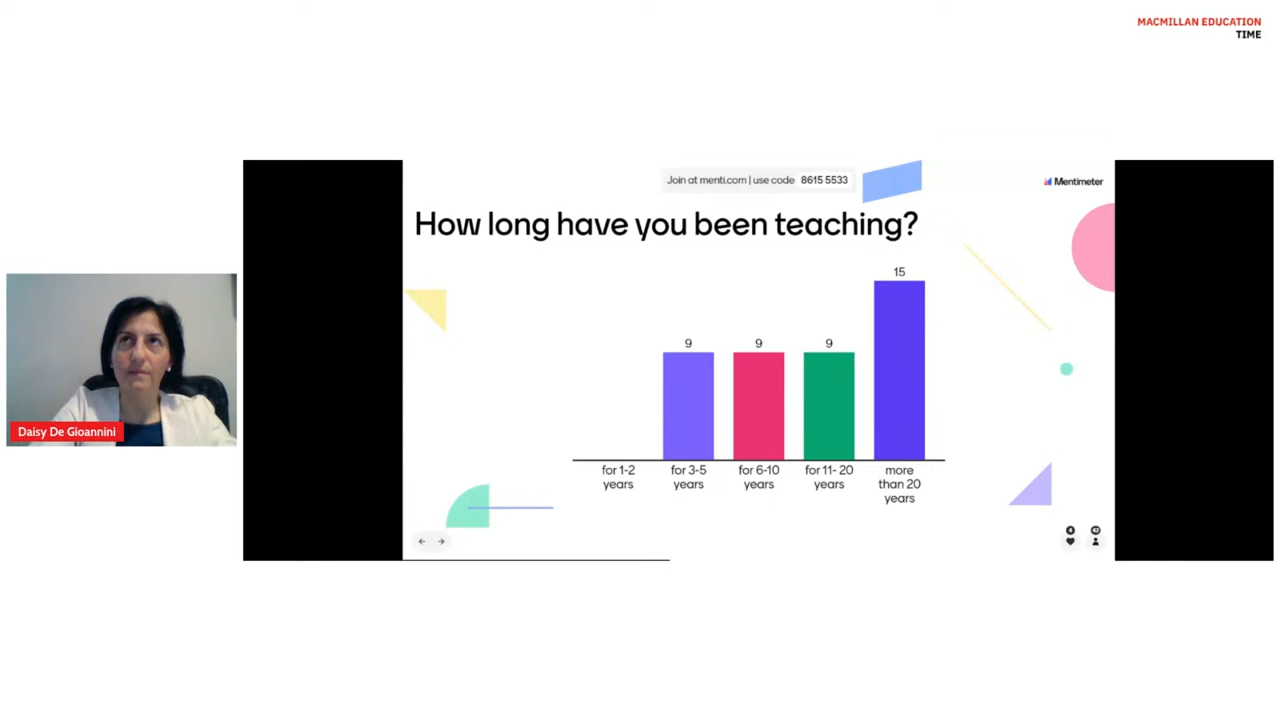 MACMILLAN EDUCATION
TIME
Join at menti.com | use code 8615 5533
Mentimeter
How long have you been teaching?
15
9
9
9
for 1-2
years
for 3-5
years
for 6-10
years
for 11- 20
years
more
than 20
years
Daisy De Gioannini
4
42